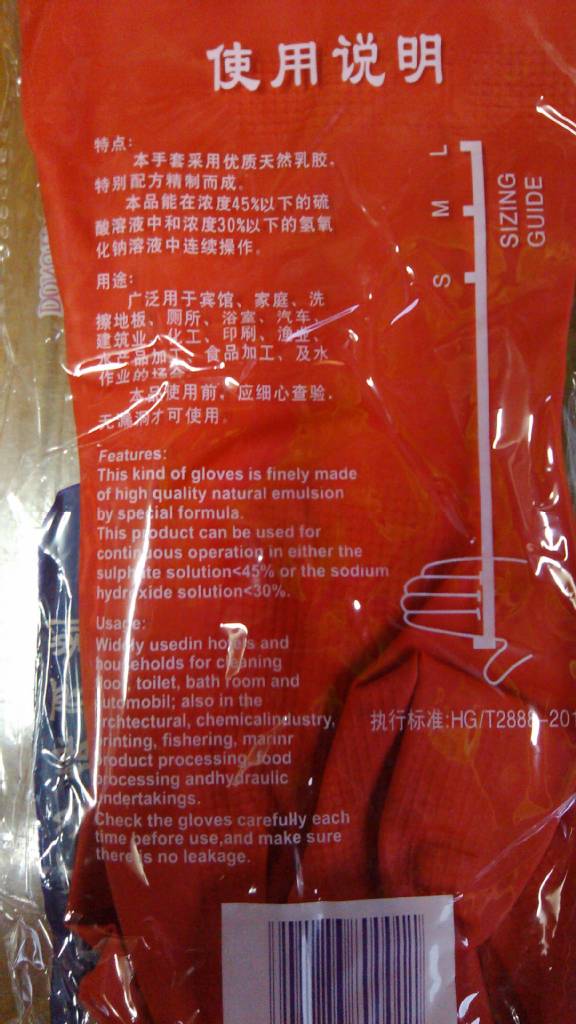 使用说明
特点:
本手套采用优质天然乳胶,
特别配方精制而成。
本品能在浓度45%以下的硫
酸溶液中和浓度30%以下的氢氧
化钠溶液中连续操作。
用途:
广泛用于宾馆、家庭、洗
擦地板、厕所、浴室、汽车、
建筑业、化工、印刷、渔业、
水产品加工、食品加工、及水
作业的场合。
本品使用前,应细心查验,
无漏洞才可使用。
Features:
This kind of gloves is finely made
of high quality natural emulsion
by special formula.
This product can be used for
continuous operation in either the
sulphate solution<45% or the sodium
hydroxide solution<30%.
Usage:
Widely usedin hotels and
households for cleaning
toilet, bath room and
automobil; also in the
archtectural, chemicalindustry,
printing, fishering, marinr
product processing, food
processing andhydraulic
undertakings.
Check the gloves carefully each
time before use,and make sure
there is no leakage.
L
M
S
SIZING
GUIDE
执行标准:HG/T2888-201